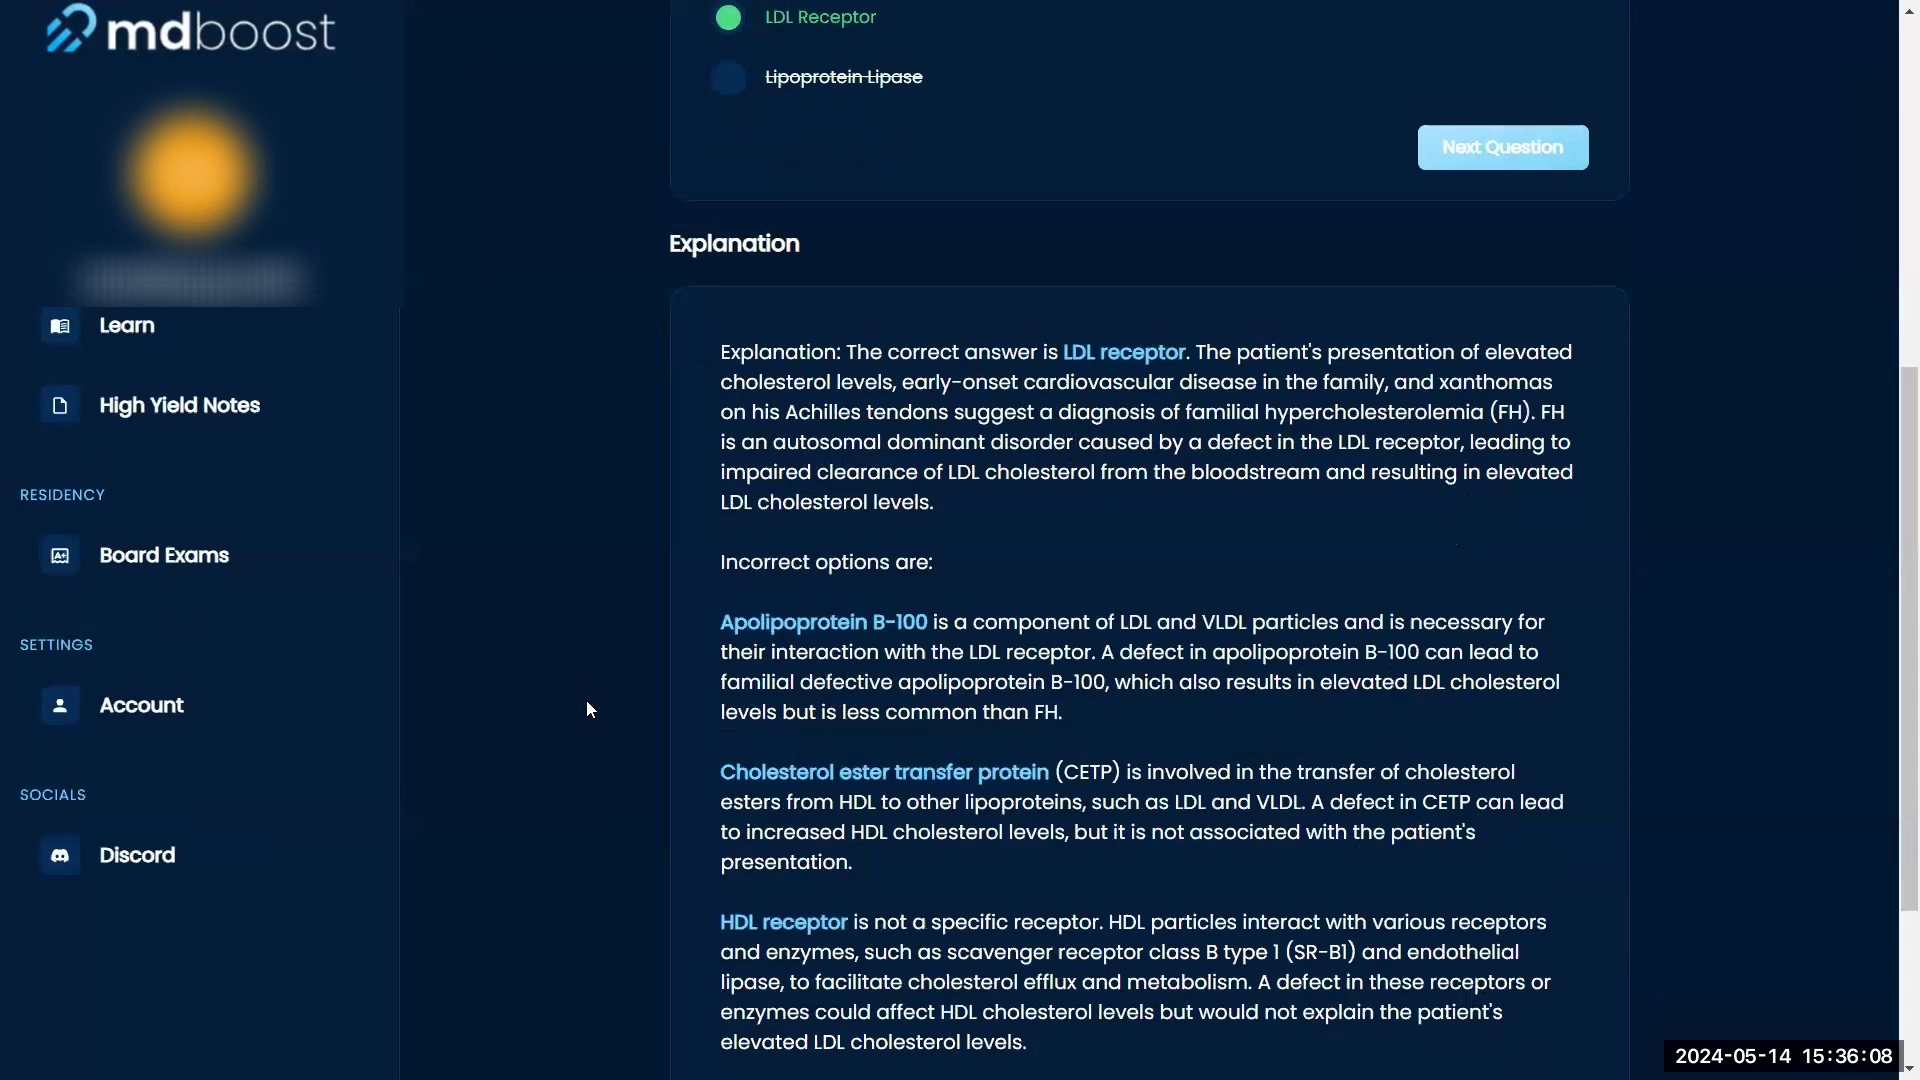 mdboost
Learn
High Yield Notes
RESIDENCY
Board Exams
SETTINGS
Account
SOCIALS
Discord
LDL Receptor
Lipoprotein Lipase
Next Question
Explanation
Explanation: The correct answer is LDL receptor. The patient's presentation of elevated
cholesterol levels, early-onset cardiovascular disease in the family, and xanthomas
on his Achilles tendons suggest a diagnosis of familial hypercholesterolemia (FH). FH
is an autosomal dominant disorder caused by a defect in the LDL receptor, leading to
impaired clearance of LDL cholesterol from the bloodstream and resulting in elevated
LDL cholesterol levels.
Incorrect options are:
Apolipoprotein B-100 is a component of LDL and VLDL particles and is necessary for
their interaction with the LDL receptor. A defect in apolipoprotein B-100 can lead to
familial defective apolipoprotein B-100, which also results in elevated LDL cholesterol
levels but is less common than FH.
Cholesterol ester transfer protein (CETP) is involved in the transfer of cholesterol
esters from HDL to other lipoproteins, such as LDL and VLDL. A defect in CETP can lead
to increased HDL cholesterol levels, but it is not associated with the patient's
presentation.
HDL receptor is not a specific receptor. HDL particles interact with various receptors
and enzymes, such as scavenger receptor class B type 1 (SR-B1) and endothelial
lipase, to facilitate cholesterol efflux and metabolism. A defect in these receptors or
enzymes could affect HDL cholesterol levels but would not explain the patient's
elevated LDL cholesterol levels.
2024-05-14 15:36:08